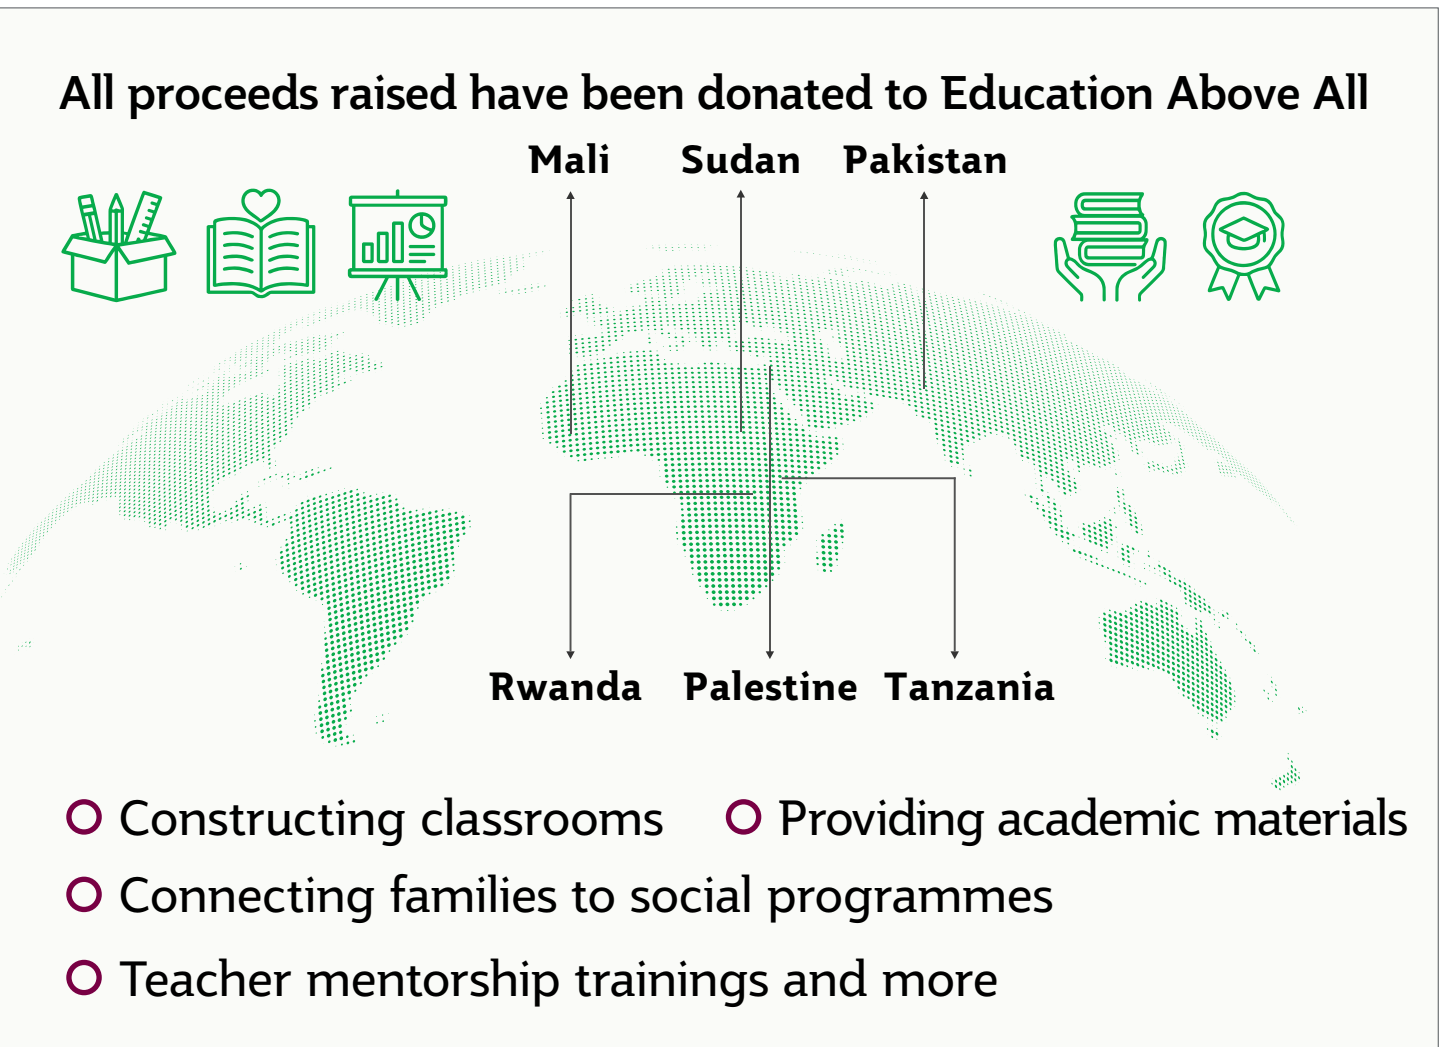 All proceeds raised have been donated to Education Above All
Mali Sudan Pakistan
Rwanda Palestine Tanzania
Constructing classrooms Providing academic materials
Connecting families to social programmes
Teacher mentorship trainings and more